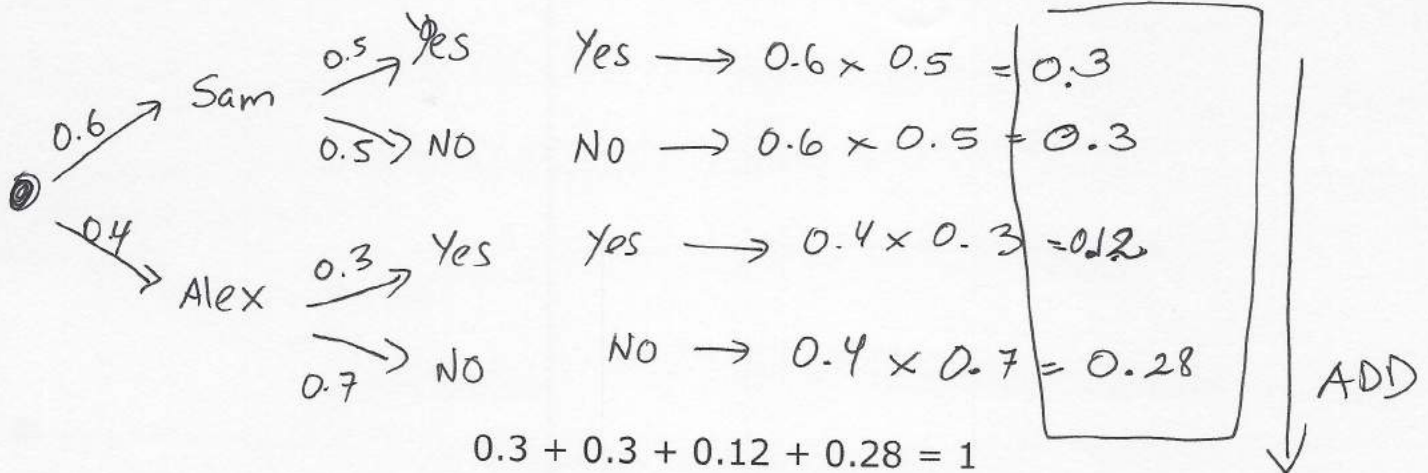 0.5 Yes Yes → 0.6 × 0.5 = 0.3
0.6 Sam
0.5 NO NO → 0.6 × 0.5 = 0.3
0.4 0.3 Yes Yes → 0.4 × 0.3 = 0.12
Alex
0.7 NO NO → 0.4 × 0.7 = 0.28
ADD
0.3 + 0.3 + 0.12 + 0.28 = 1